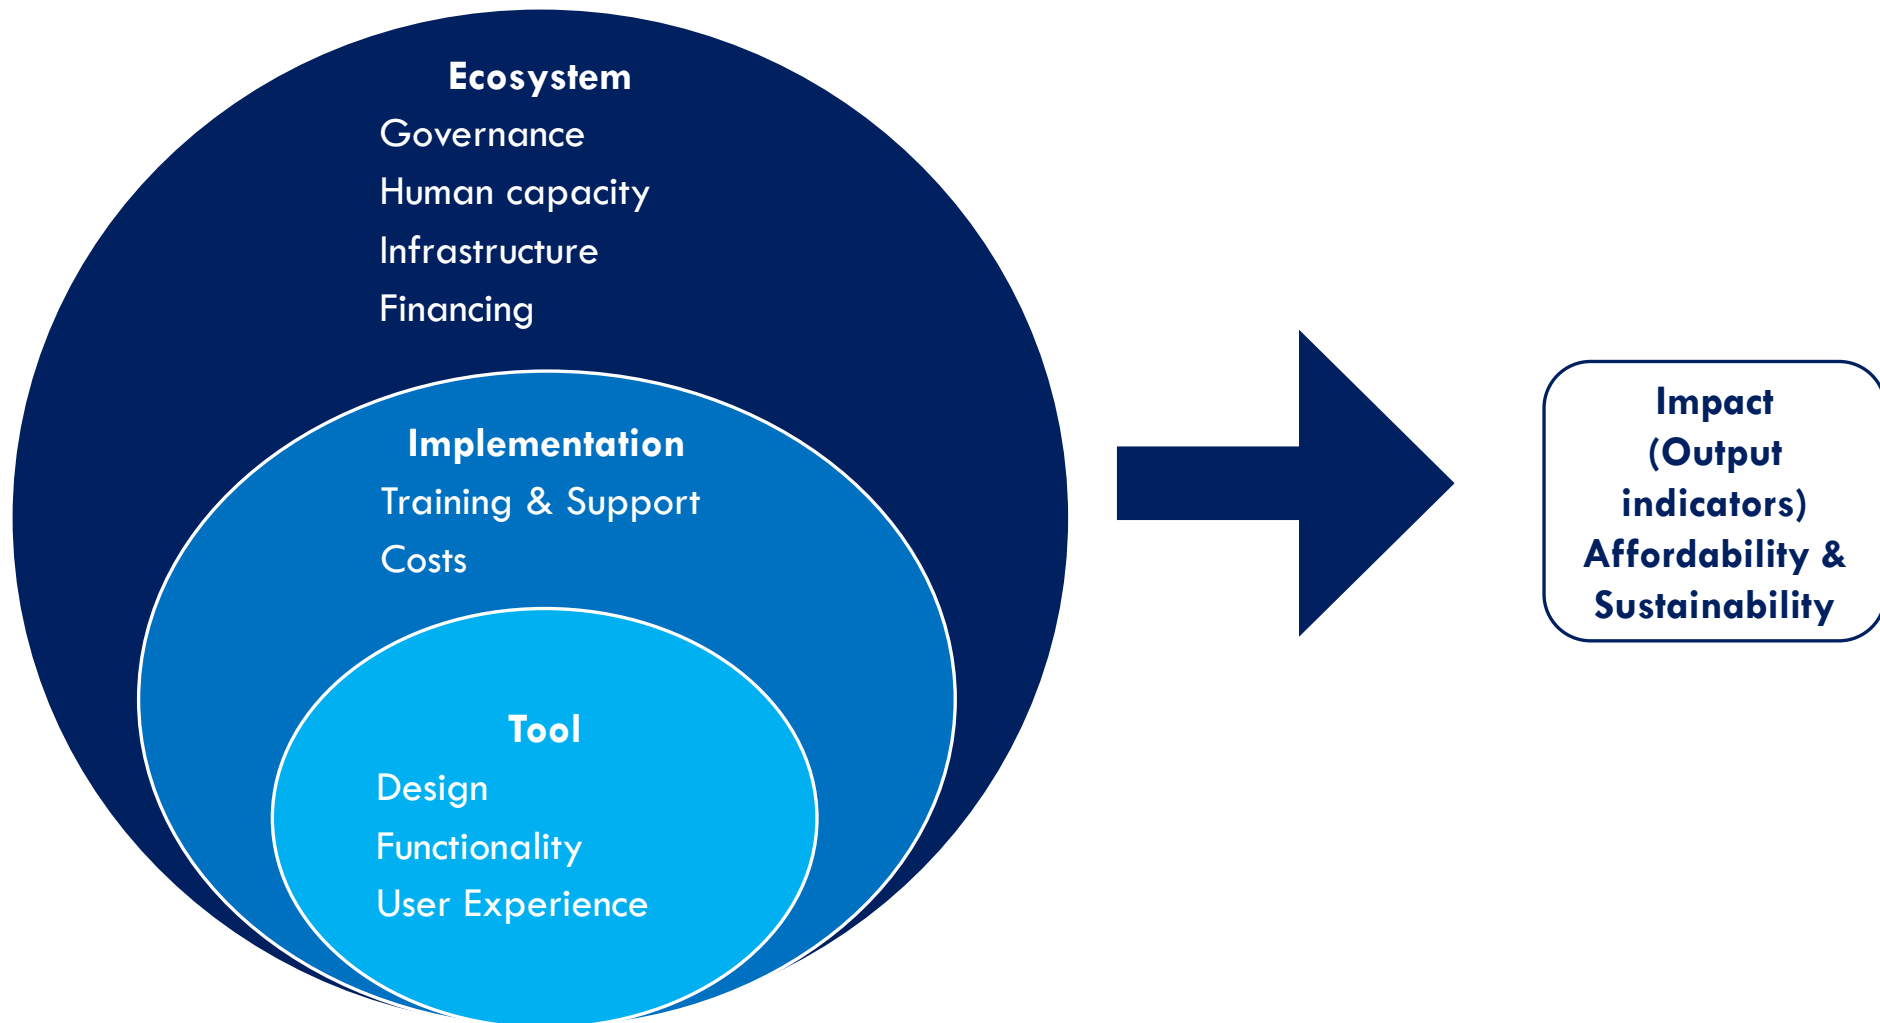 Ecosystem
Governance
Human capacity
Infrastructure
Financing
Implementation
Training & Support
Costs
Tool
Design
Functionality
User Experience
Impact
(Output
indicators)
Affordability &
Sustainability